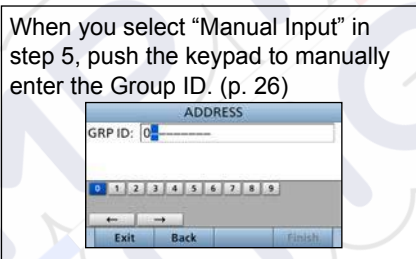 When you select “Manual Input” in
step 5, push the keypad to manually
enter the Group ID. (p. 26)
ADDRESS
GRP ID: 0--------
0 1 2 3 4 5 6 7 8 9
← →
Exit Back Finish